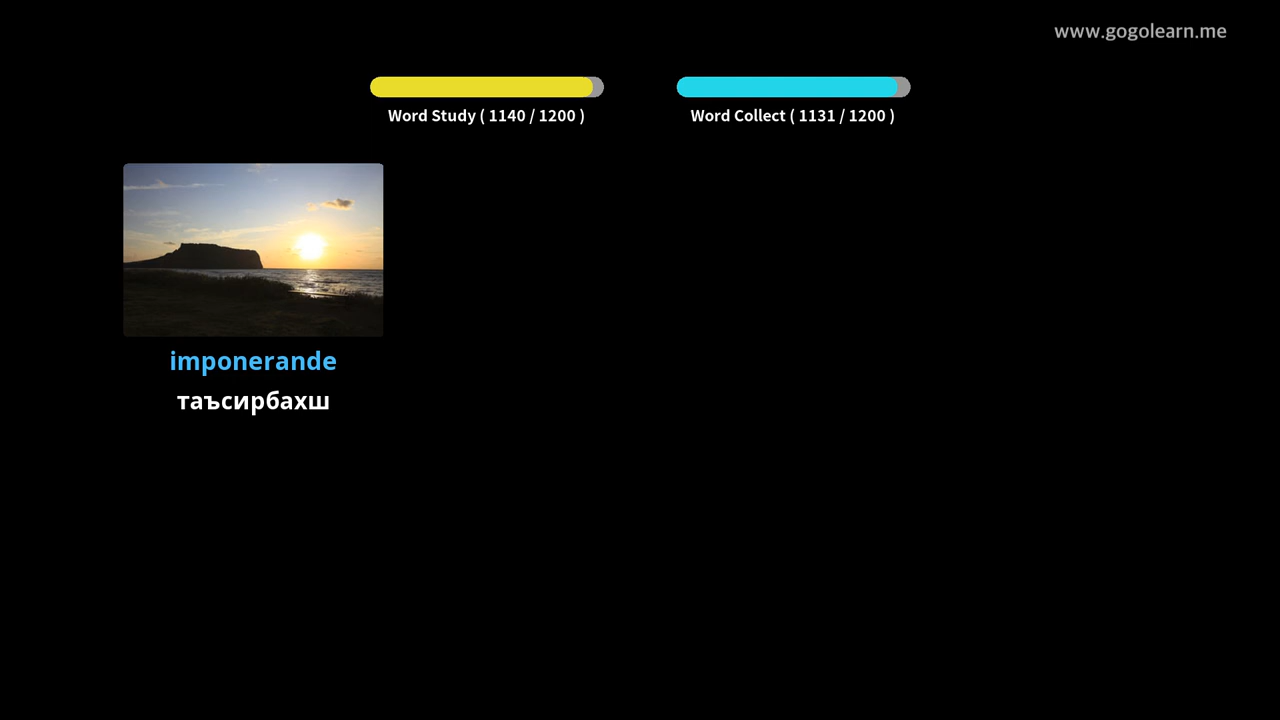 www.gogolearn.me
Word Study ( 1140 / 1200 )
Word Collect ( 1131 / 1200 )
imponerande
таъсирбахш